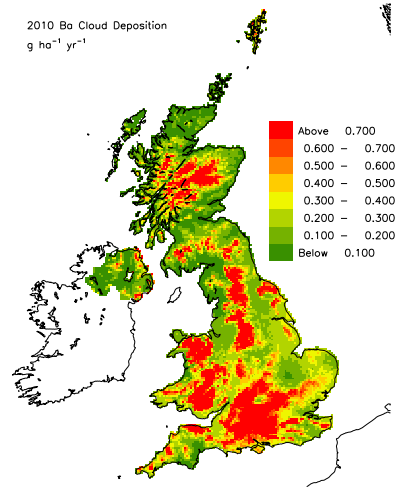 2010 Ba Cloud Deposition
g ha⁻¹ yr⁻¹
Above 0.700
0.600 – 0.700
0.500 – 0.600
0.400 – 0.500
0.300 – 0.400
0.200 – 0.300
0.100 – 0.200
Below 0.100